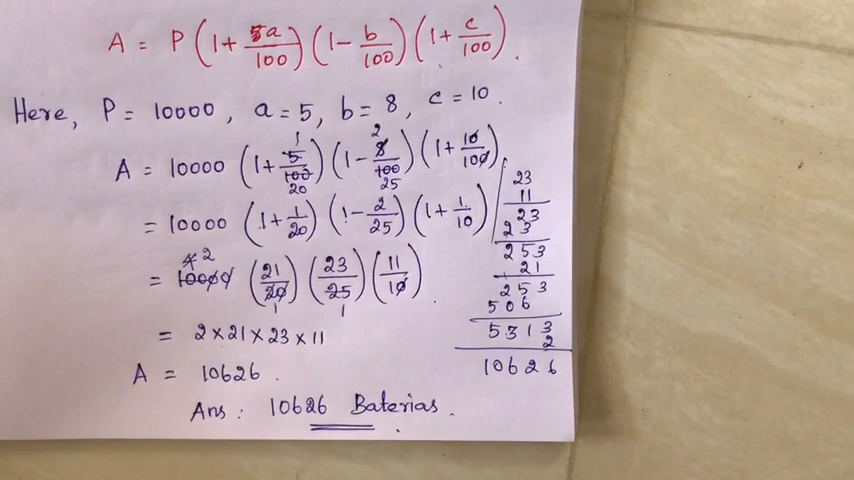 A = P(1 + a/100)(1 - b/100)(1 + c/100).
Here, P = 10000, a = 5, b = 8, c = 10.
A = 10000 (1 + 5/100)(1 - 8/100)(1 + 10/100)
= 10000 (1 + 1/20)(1 - 2/25)(1 + 1/10)
= 10000 (21/20)(23/25)(11/10).
= 2 × 21 × 23 × 11
A = 10626.
Ans: 10626 Baterias.
23
11
23
23
253
21
253
506
5313
2
10626